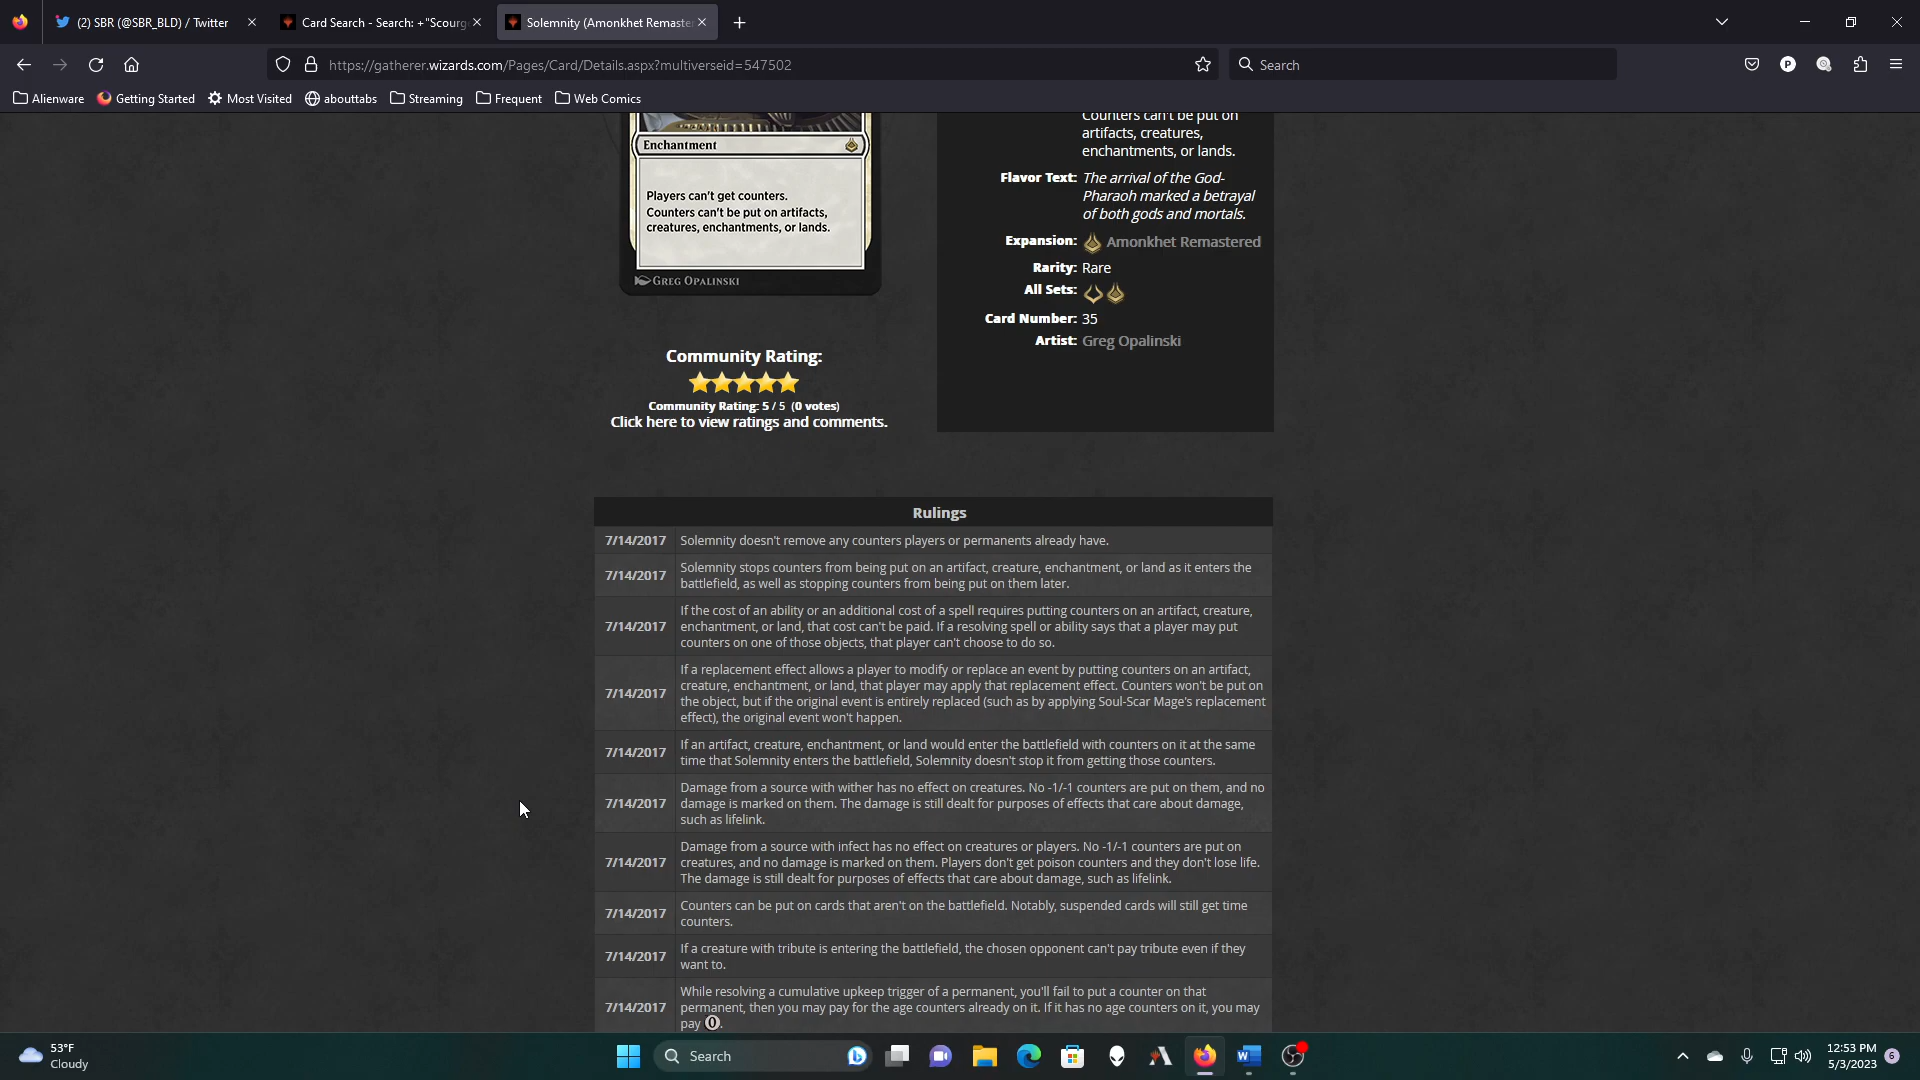 (2) SBR (@SBR_BLD) / Twitter
Card Search - Search: +"Scourg
Solemnity (Amonkhet Remaste
https://gatherer.wizards.com/Pages/Card/Details.aspx?multiverseid=547502
Search
P
Alienware
Getting Started
Most Visited
abouttabs
Streaming
Frequent
Web Comics
Enchantment
Players can't get counters.
Counters can't be put on artifacts,
creatures, enchantments, or lands.
GREG OPALINSKI
Community Rating:
Community Rating: 5 / 5 (0 votes)
Click here to view ratings and comments.
Counters can't be put on
artifacts, creatures,
enchantments, or lands.
Flavor Text: The arrival of the God-
Pharaoh marked a betrayal
of both gods and mortals.
Expansion: Amonkhet Remastered
Rarity: Rare
All Sets:
Card Number: 35
Artist: Greg Opalinski
Rulings
7/14/2017 Solemnity doesn't remove any counters players or permanents already have.
7/14/2017 Solemnity stops counters from being put on an artifact, creature, enchantment, or land as it enters the
battlefield, as well as stopping counters from being put on them later.
7/14/2017 If the cost of an ability or an additional cost of a spell requires putting counters on an artifact, creature,
enchantment, or land, that cost can't be paid. If a resolving spell or ability says that a player may put
counters on one of those objects, that player can't choose to do so.
7/14/2017 If a replacement effect allows a player to modify or replace an event by putting counters on an artifact,
creature, enchantment, or land, that player may apply that replacement effect. Counters won't be put on
the object, but if the original event is entirely replaced (such as by applying Soul-Scar Mage's replacement
effect), the original event won't happen.
7/14/2017 If an artifact, creature, enchantment, or land would enter the battlefield with counters on it at the same
time that Solemnity enters the battlefield, Solemnity doesn't stop it from getting those counters.
7/14/2017 Damage from a source with wither has no effect on creatures. No -1/-1 counters are put on them, and no
damage is marked on them. The damage is still dealt for purposes of effects that care about damage,
such as lifelink.
7/14/2017 Damage from a source with infect has no effect on creatures or players. No -1/-1 counters are put on
creatures, and no damage is marked on them. Players don't get poison counters and they don't lose life.
The damage is still dealt for purposes of effects that care about damage, such as lifelink.
7/14/2017 Counters can be put on cards that aren't on the battlefield. Notably, suspended cards will still get time
counters.
7/14/2017 If a creature with tribute is entering the battlefield, the chosen opponent can't pay tribute even if they
want to.
7/14/2017 While resolving a cumulative upkeep trigger of a permanent, you'll fail to put a counter on that
permanent, then you may pay for the age counters already on it. If it has no age counters on it, you may
pay 0.
53°F
Cloudy
Search
12:53 PM
5/3/2023
6